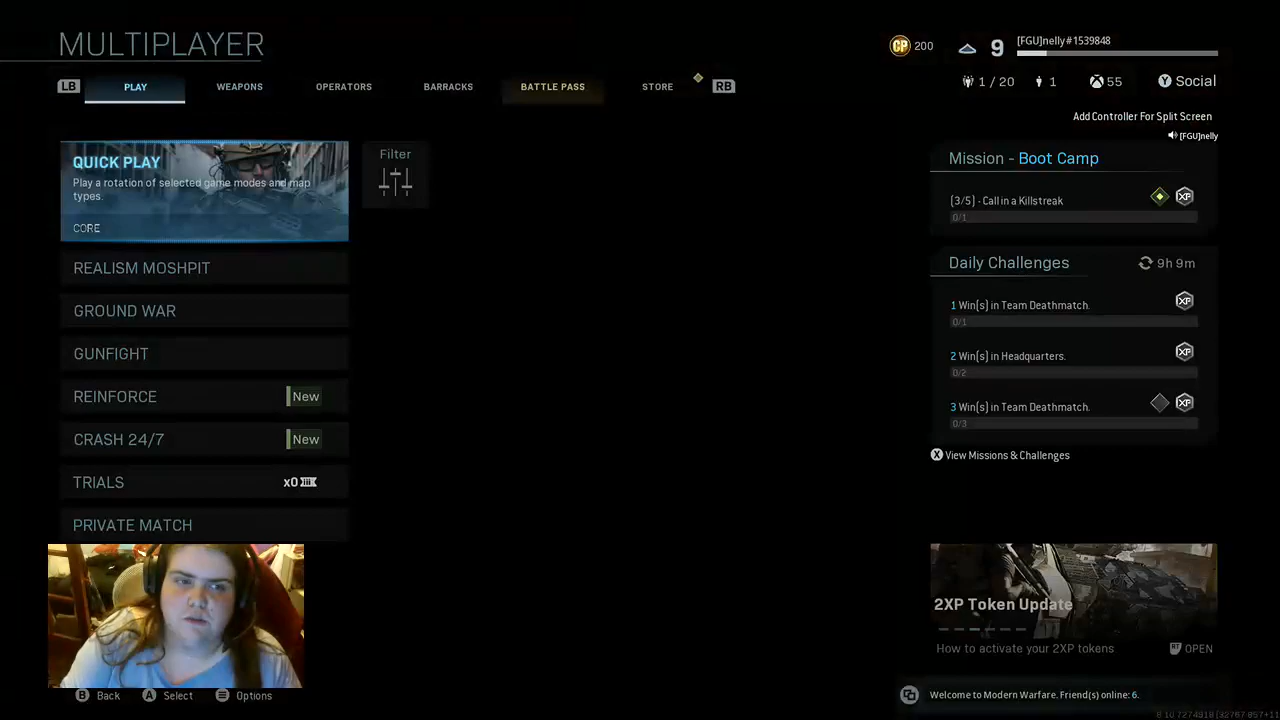 MULTIPLAYER
CP 200
9
[FGU]nelly#1539848
LB
PLAY
WEAPONS
OPERATORS
BARRACKS
BATTLE PASS
STORE
RB
1 / 20
1
55
Y Social
Add Controller For Split Screen
[FGU]nelly
QUICK PLAY
Play a rotation of selected game modes and map
types.
CORE
Filter
REALISM MOSHPIT
GROUND WAR
GUNFIGHT
REINFORCE New
CRASH 24/7 New
TRIALS x0
PRIVATE MATCH
Mission - Boot Camp
(3/5) - Call in a Killstreak XP
0/1
Daily Challenges 9h 9m
1 Win(s) in Team Deathmatch. XP
0/1
2 Win(s) in Headquarters. XP
0/2
3 Win(s) in Team Deathmatch. XP
0/3
X View Missions & Challenges
2XP Token Update
How to activate your 2XP tokens
OPEN
B Back
A Select
Options
Welcome to Modern Warfare. Friend(s) online: 6.